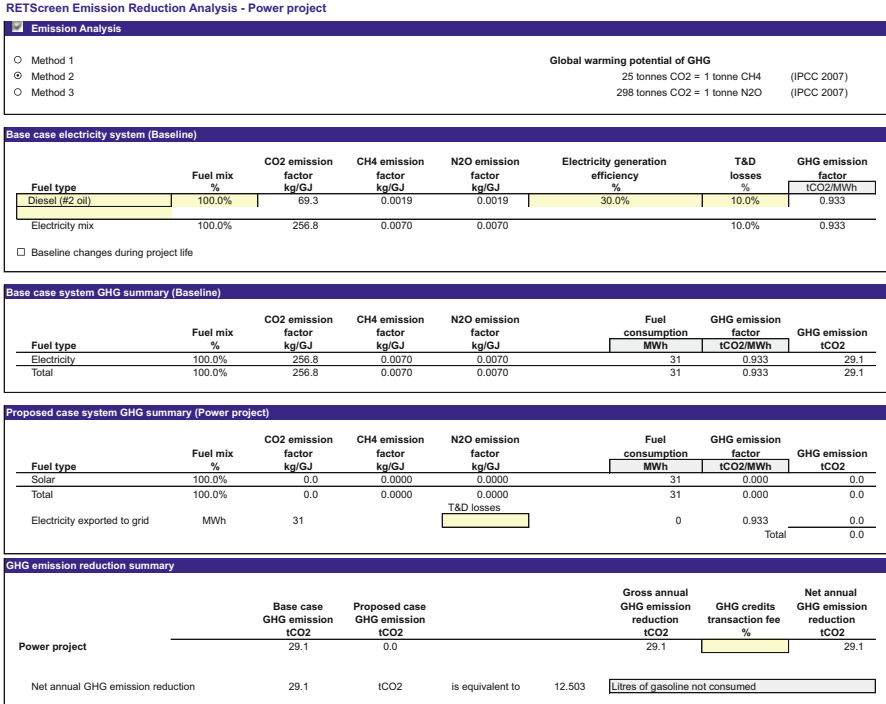 RETScreen Emission Reduction Analysis - Power project
Emission Analysis
Method 1
Global warming potential of GHG
Method 2
25 tonnes CO2 = 1 tonne CH4 (IPCC 2007)
Method 3
298 tonnes CO2 = 1 tonne N2O (IPCC 2007)
Base case electricity system (Baseline)
CO2 emission CH4 emission N2O emission Electricity generation T&D GHG emission
Fuel mix factor factor factor efficiency losses factor
Fuel type % kg/GJ kg/GJ kg/GJ % % tCO2/MWh
Diesel (#2 oil) 100.0% 69.3 0.0019 0.0019 30.0% 10.0% 0.933
Electricity mix 100.0% 256.8 0.0070 0.0070 10.0% 0.933
Baseline changes during project life
Base case system GHG summary (Baseline)
CO2 emission CH4 emission N2O emission Fuel GHG emission
Fuel mix factor factor factor consumption factor GHG emission
Fuel type % kg/GJ kg/GJ kg/GJ MWh tCO2/MWh tCO2
Electricity 100.0% 256.8 0.0070 0.0070 31 0.933 29.1
Total 100.0% 256.8 0.0070 0.0070 31 0.933 29.1
Proposed case system GHG summary (Power project)
CO2 emission CH4 emission N2O emission Fuel GHG emission
Fuel mix factor factor factor consumption factor GHG emission
Fuel type % kg/GJ kg/GJ kg/GJ MWh tCO2/MWh tCO2
Solar 100.0% 0.0 0.0000 0.0000 31 0.000 0.0
Total 100.0% 0.0 0.0000 0.0000 31 0.000 0.0
T&D losses
Electricity exported to grid MWh 31 0 0.933 0.0
Total 0.0
GHG emission reduction summary
Gross annual Net annual
Base case Proposed case GHG emission GHG credits GHG emission
GHG emission GHG emission reduction transaction fee reduction
tCO2 tCO2 tCO2 % tCO2
Power project 29.1 0.0 29.1 29.1
Net annual GHG emission reduction 29.1 tCO2 is equivalent to 12.503 Litres of gasoline not consumed